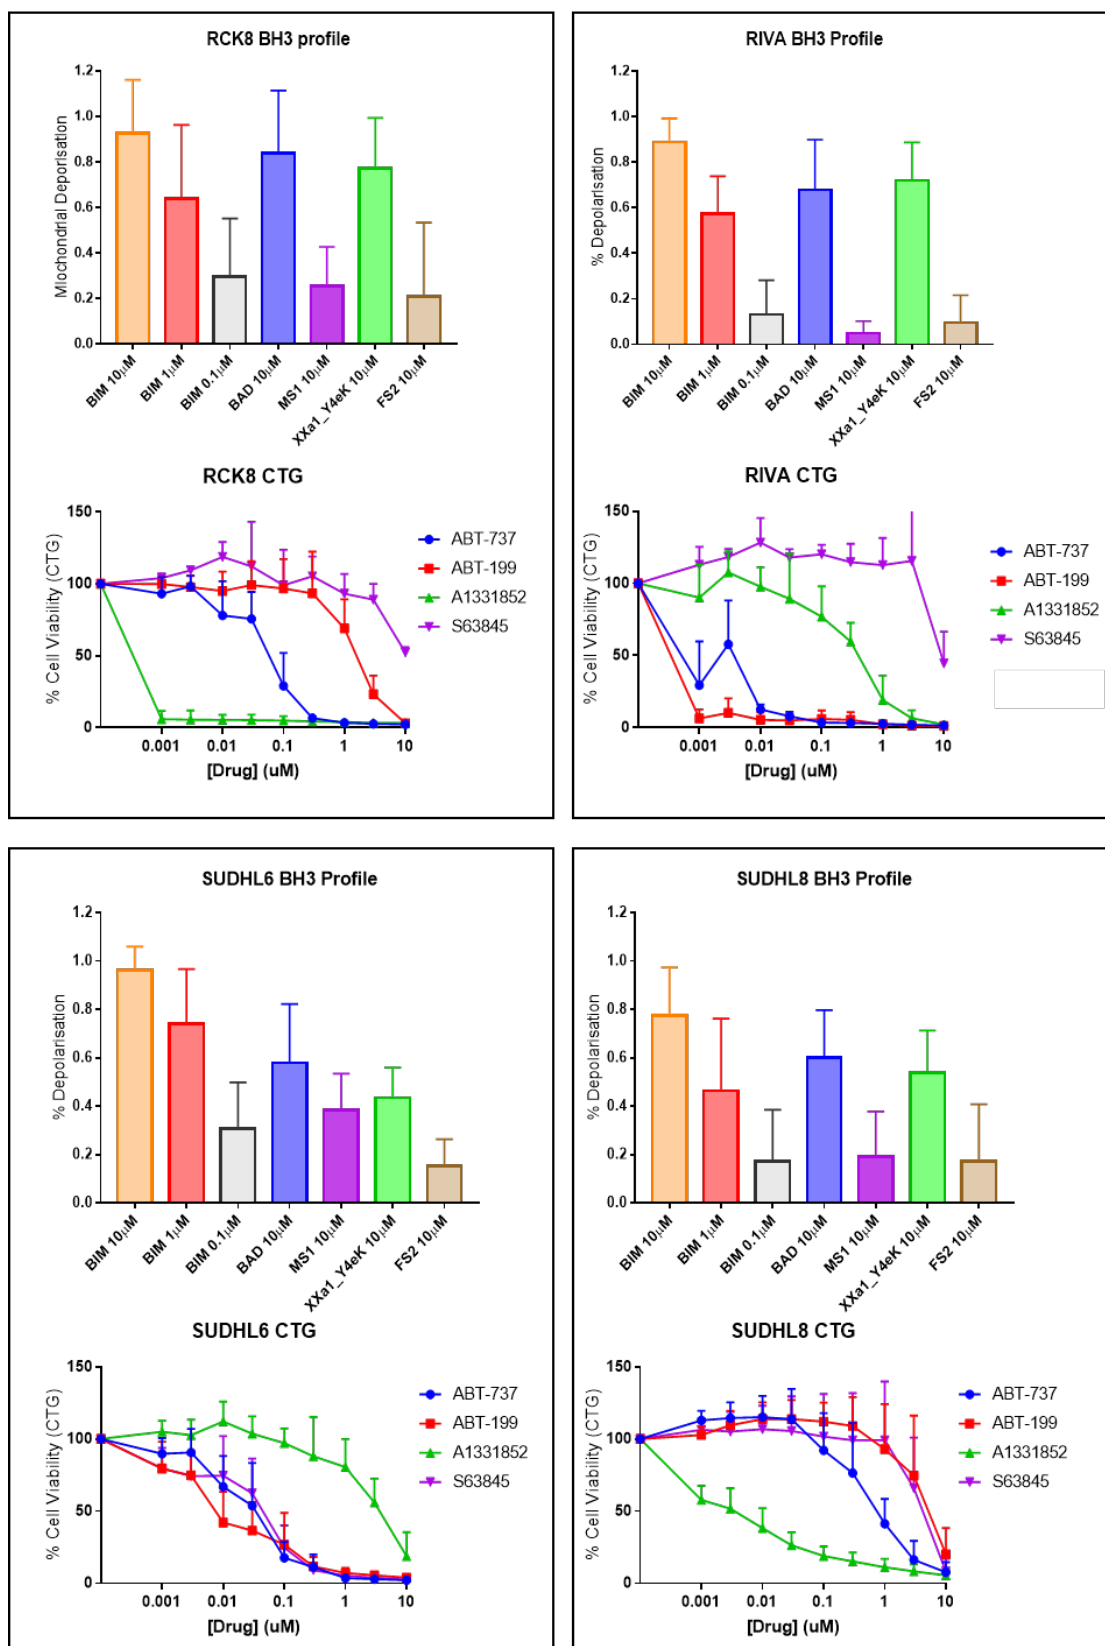 RCK8 BH3 profile
Miochondrial Deporisation
1.2
1.0
0.8
0.6
0.4
0.2
0.0
BIM 10µM
BIM 1µM
BIM 0.1µM
BAD 10µM
MS1 10µM
XXa1_Y4eK 10µM
FS2 10µM
RCK8 CTG
% Cell Viability (CTG)
150
100
50
0
0.001
0.01
0.1
1
10
[Drug] (uM)
ABT-737
ABT-199
A1331852
S63845
RIVA BH3 Profile
% Depolarisation
1.2
1.0
0.8
0.6
0.4
0.2
0.0
BIM 10µM
BIM 1µM
BIM 0.1µM
BAD 10µM
MS1 10µM
XXa1_Y4eK 10µM
FS2 10µM
RIVA CTG
% Cell Viability (CTG)
150
100
50
0
0.001
0.01
0.1
1
10
[Drug] (uM)
ABT-737
ABT-199
A1331852
S63845
SUDHL6 BH3 Profile
% Depolarisation
1.2
1.0
0.8
0.6
0.4
0.2
0.0
BIM 10µM
BIM 1µM
BIM 0.1µM
BAD 10µM
MS1 10µM
XXa1_Y4eK 10µM
FS2 10µM
SUDHL6 CTG
% Cell Viability (CTG)
150
100
50
0
0.001
0.01
0.1
1
10
[Drug] (uM)
ABT-737
ABT-199
A1331852
S63845
SUDHL8 BH3 Profile
% Depolarisation
1.2
1.0
0.8
0.6
0.4
0.2
0.0
BIM 10µM
BIM 1µM
BIM 0.1µM
BAD 10µM
MS1 10µM
XXa1_Y4eK 10µM
FS2 10µM
SUDHL8 CTG
% Cell Viability (CTG)
150
100
50
0
0.001
0.01
0.1
1
10
[Drug] (uM)
ABT-737
ABT-199
A1331852
S63845